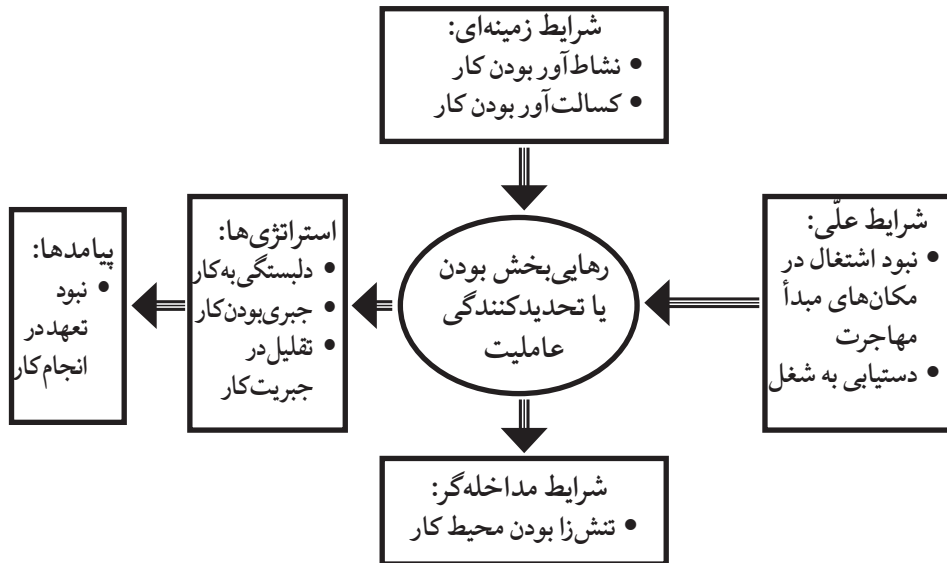 شرایط زمینه‌ای:
• نشاط‌آور بودن کار
• کسالت‌آور بودن کار
شرایط علّی:
• نبود اشتغال در
مکان‌های مبدأ
مهاجرت
• دستیابی به شغل
رهایی‌بخش بودن
یا تحدیدکنندگی
عاملیت
استراتژی‌ها:
• دلبستگی‌به‌کار
• جبری‌بودن‌کار
• تقلیل‌در
جبریت‌کار
پیامدها:
• نبود
تعهددر
انجام‌کار
شرایط مداخله‌گر:
• تنش‌زا بودن محیط کار